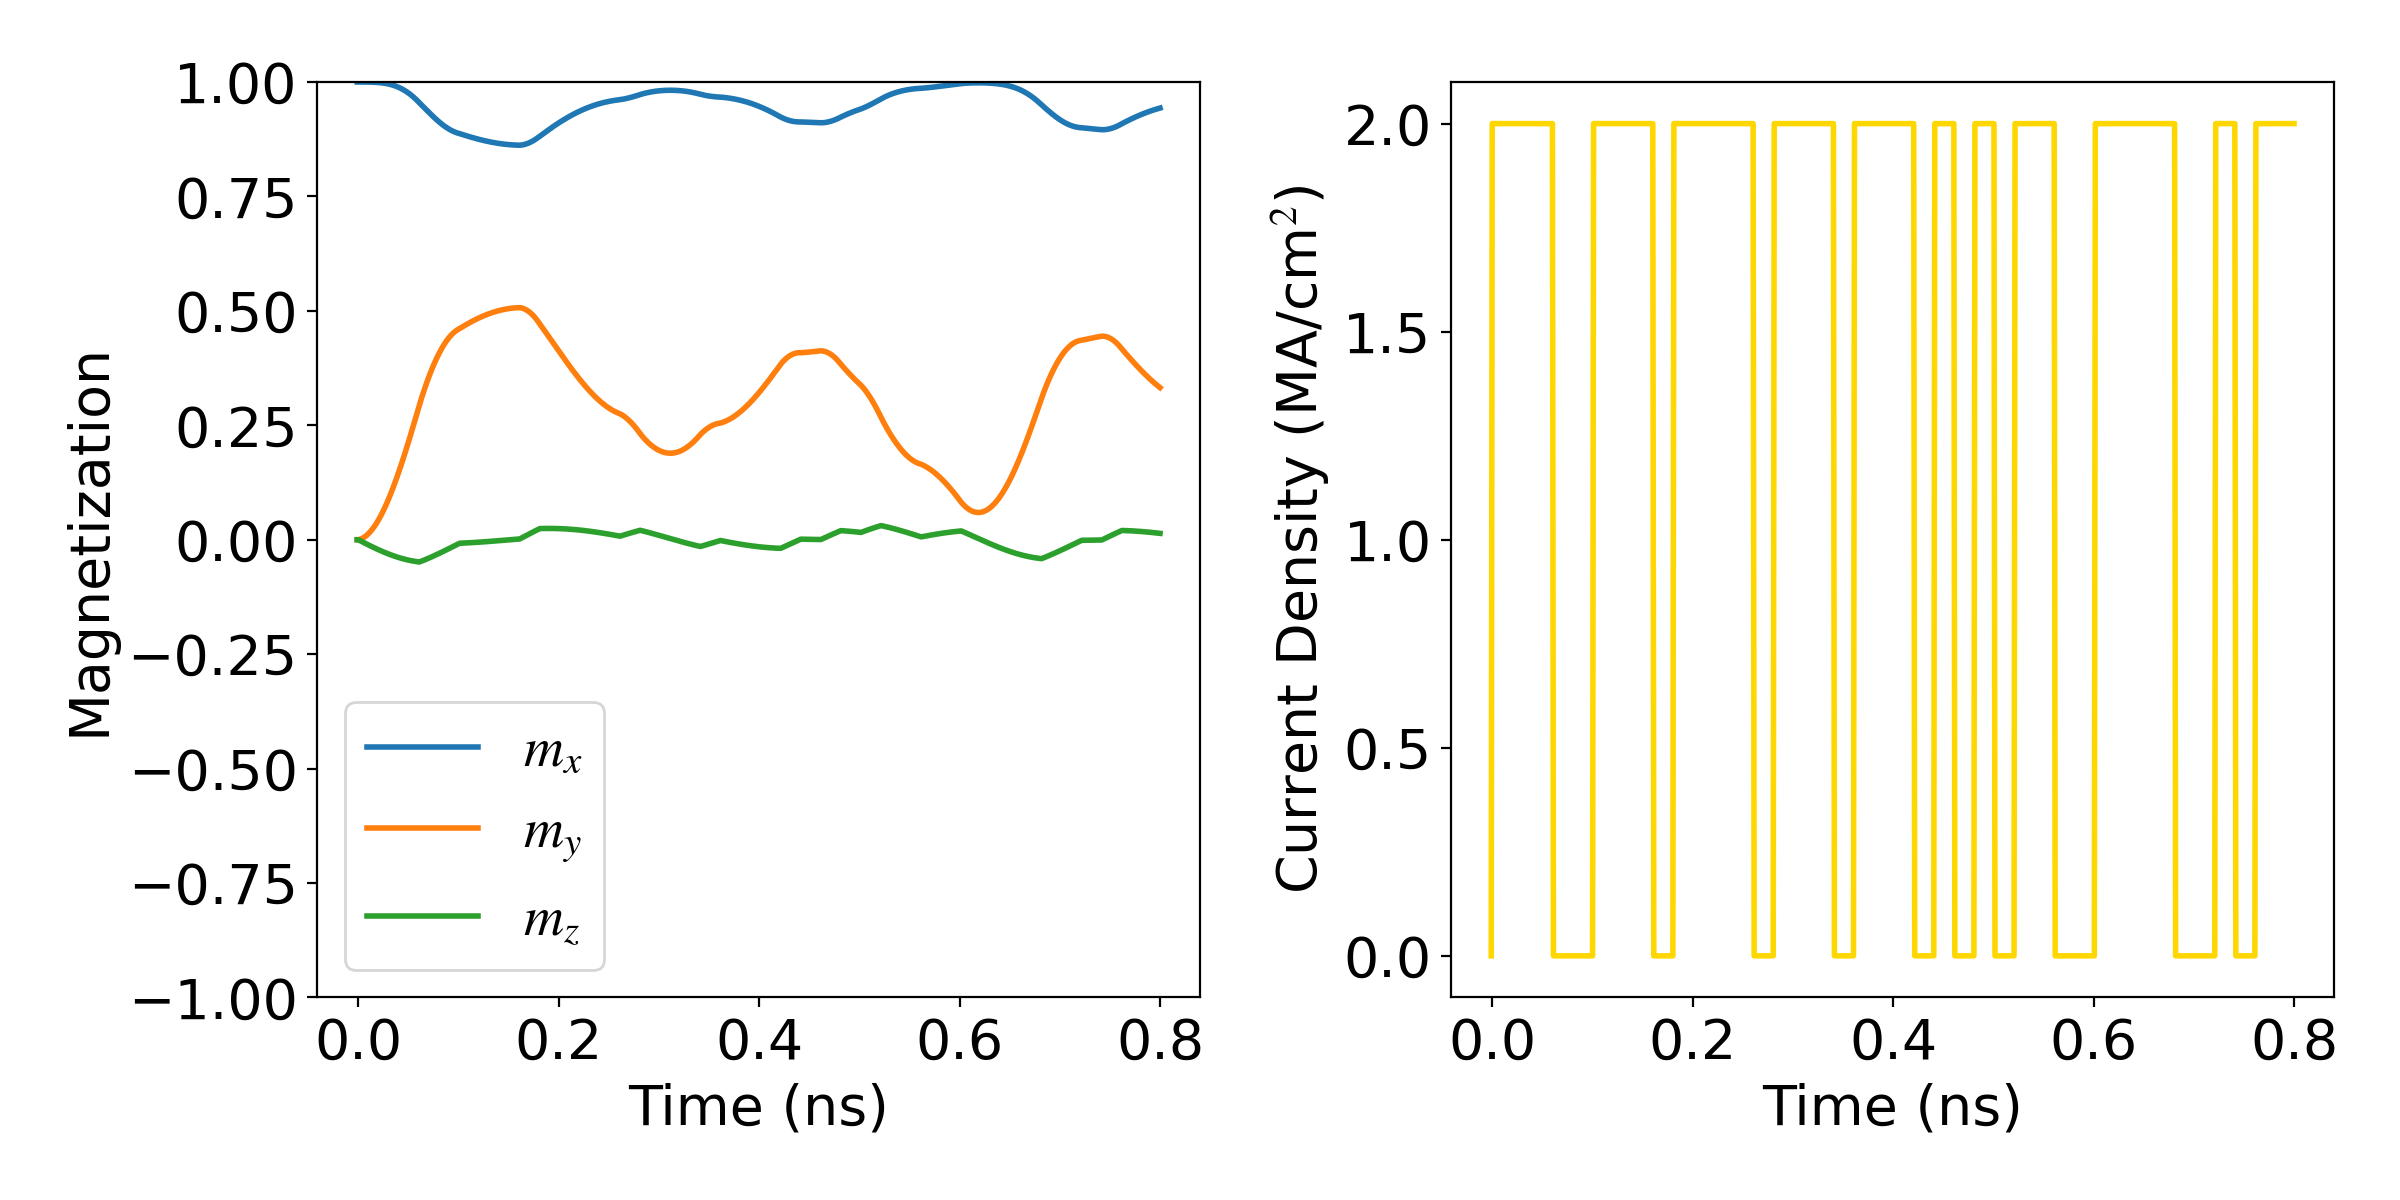 Magnetization
1.00
0.75
0.50
0.25
0.00
−0.25
−0.50
−0.75
−1.00
m_x
m_y
m_z
0.0 0.2 0.4 0.6 0.8
Time (ns)
Current Density (MA/cm²)
2.0
1.5
1.0
0.5
0.0
0.0 0.2 0.4 0.6 0.8
Time (ns)